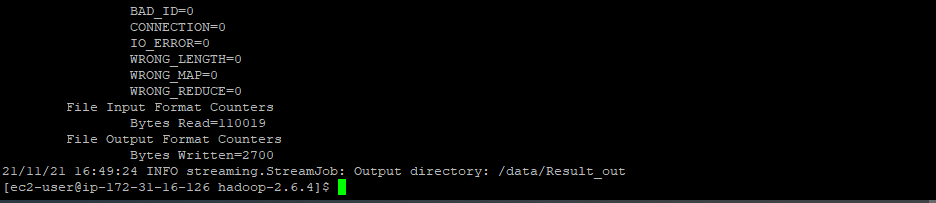 BAD_ID=0
CONNECTION=0
IO_ERROR=0
WRONG_LENGTH=0
WRONG_MAP=0
WRONG_REDUCE=0
File Input Format Counters
Bytes Read=110019
File Output Format Counters
Bytes Written=2700
21/11/21 16:49:24 INFO streaming.StreamJob: Output directory: /data/Result_out
[ec2-user@ip-172-31-16-126 hadoop-2.6.4]$